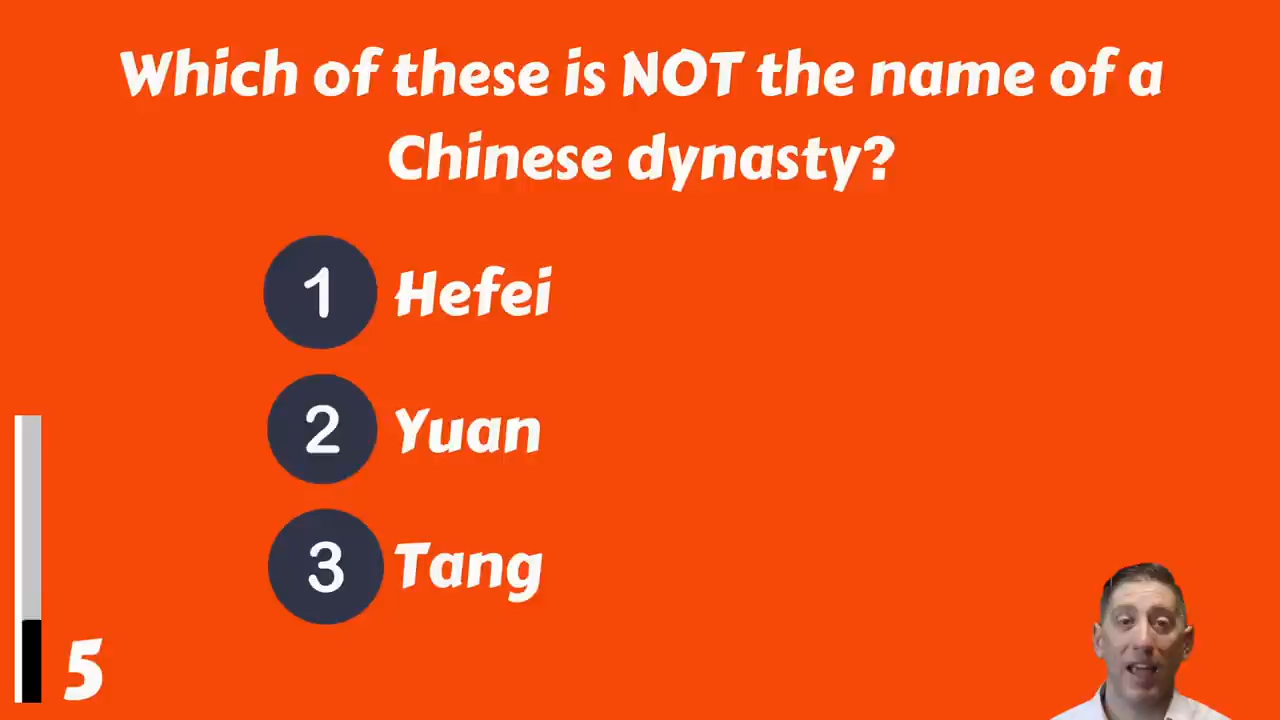 Which of these is NOT the name of a
Chinese dynasty?
1 Hefei
2 Yuan
3 Tang
5